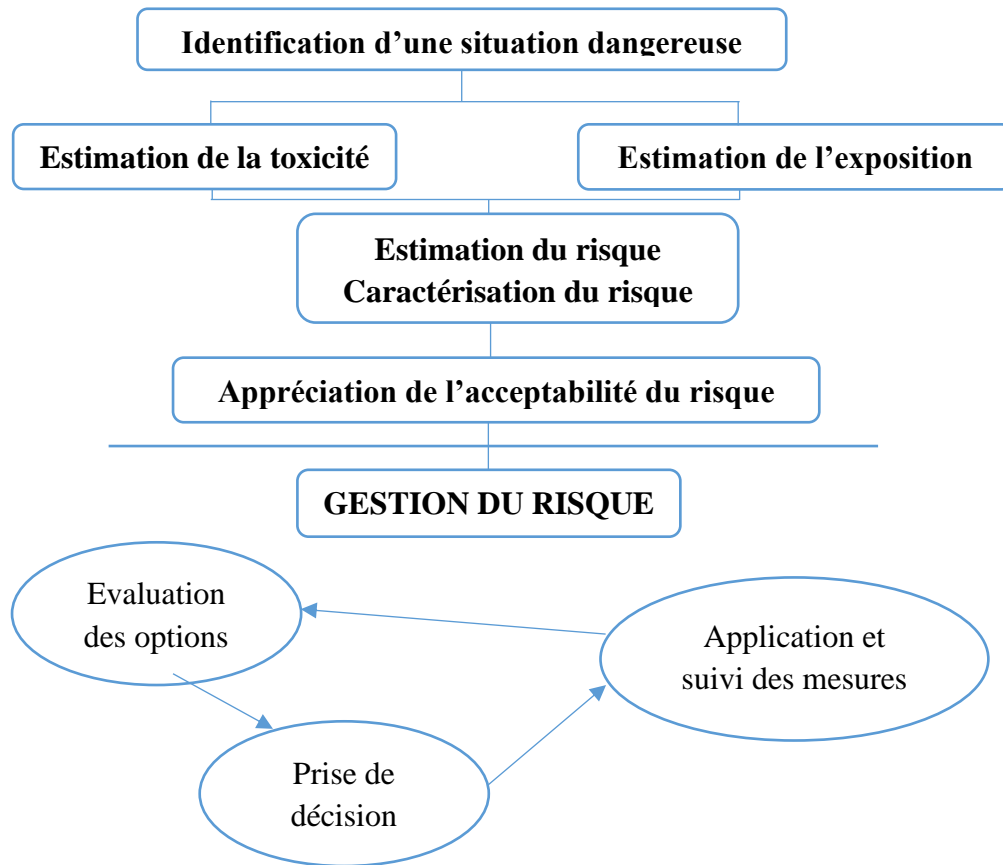 Identification d’une situation dangereuse
Estimation de la toxicité
Estimation de l’exposition
Estimation du risque
Caractérisation du risque
Appréciation de l’acceptabilité du risque
GESTION DU RISQUE
Evaluation
des options
Application et
suivi des mesures
Prise de
décision